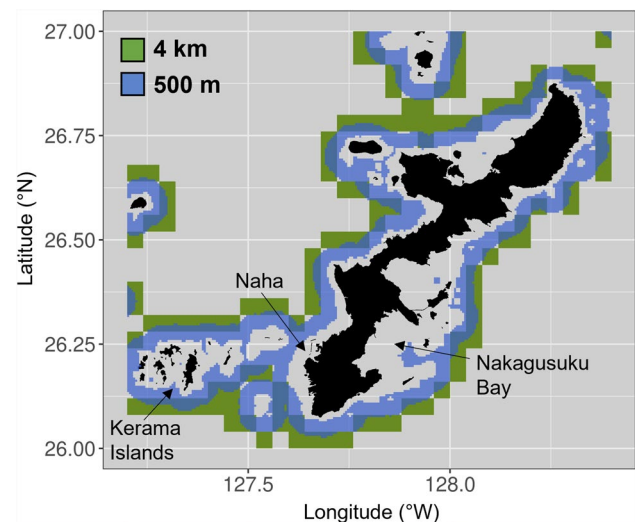 27.00
4 km
500 m
26.75
26.50
Naha
26.25
Nakagusuku
Bay
Kerama
Islands
26.00
127.5
128.0
Latitude (°N)
Longitude (°W)